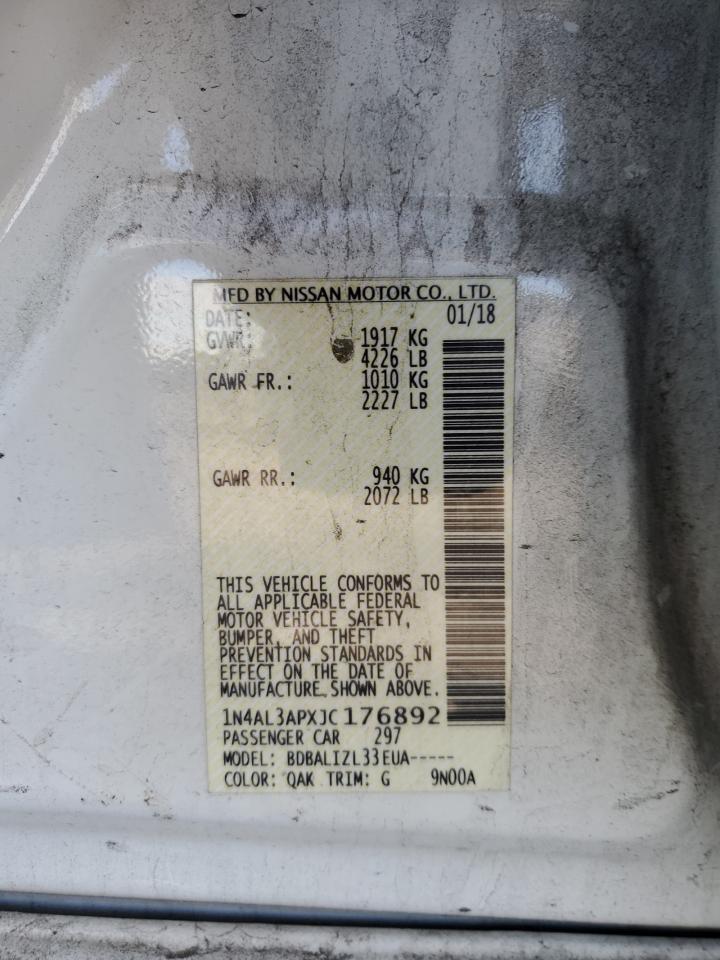 MFD BY NISSAN MOTOR CO., LTD.
DATE: 01/18
GVWR: 1917 KG
4226 LB
GAWR FR.: 1010 KG
2227 LB
GAWR RR.: 940 KG
2072 LB
THIS VEHICLE CONFORMS TO
ALL APPLICABLE FEDERAL
MOTOR VEHICLE SAFETY,
BUMPER, AND THEFT
PREVENTION STANDARDS IN
EFFECT ON THE DATE OF
MANUFACTURE SHOWN ABOVE.
1N4AL3APXJC176892
PASSENGER CAR 297
MODEL: BDBALIZL33EUA-----
COLOR: QAK TRIM: G 9N00A